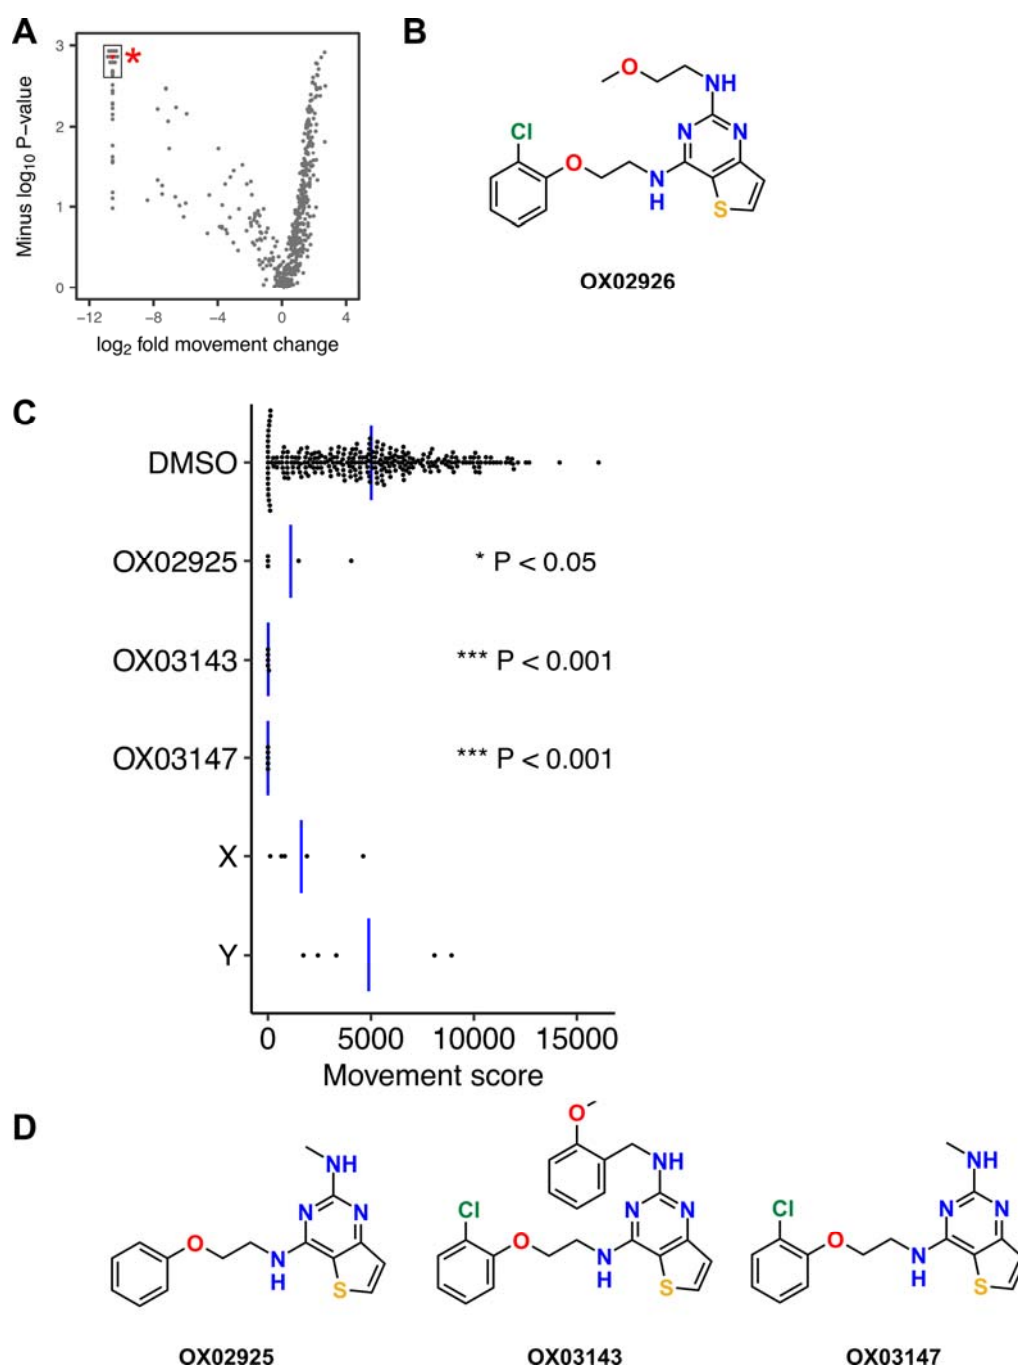 A
3
2
1
0
Minus log10 P-value
*
-12 -8 -4 0 4
log2 fold movement change
B
O
NH
Cl
N N
O
N
H
S
OX02926
C
DMSO
OX02925 * P < 0.05
OX03143 *** P < 0.001
OX03147 *** P < 0.001
X
Y
0 5000 10000 15000
Movement score
D
NH
N N
O
N
H
S
OX02925
O
NH
Cl
N N
O
N
H
S
OX03143
NH
Cl
N N
O
N
H
S
OX03147